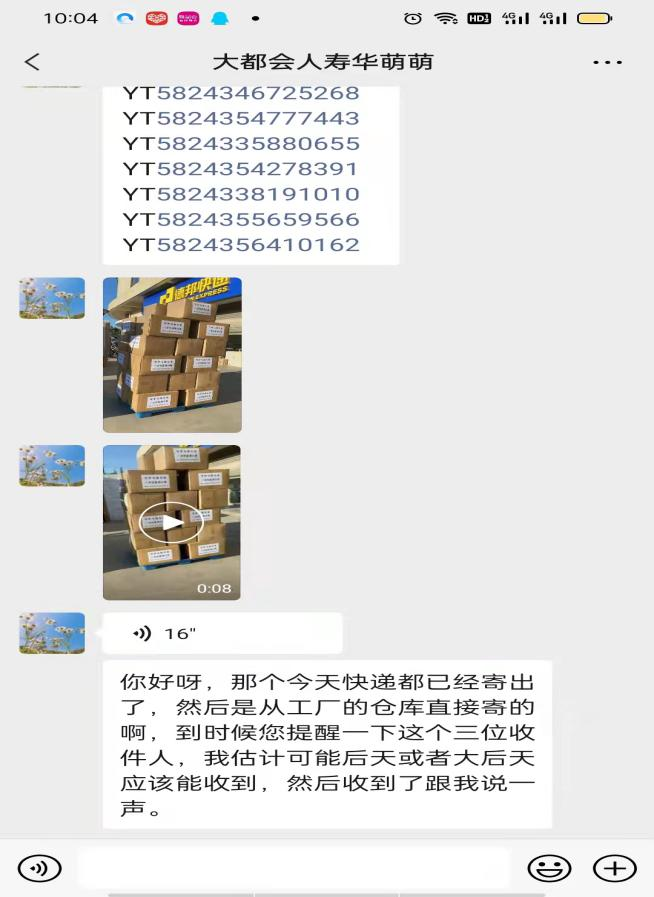 10:04
HD2
4G
4G
大都会人寿华萌萌
YT5824346725268
YT5824354777443
YT5824335880655
YT5824354278391
YT5824338191010
YT5824355659566
YT5824356410162
德邦快递
EXPRESS
0:08
16"
你好呀，那个今天快递都已经寄出
了，然后是从工厂的仓库直接寄的
啊，到时候您提醒一下这个三位收
件人，我估计可能后天或者大后天
应该能收到，然后收到了跟我说一
声。